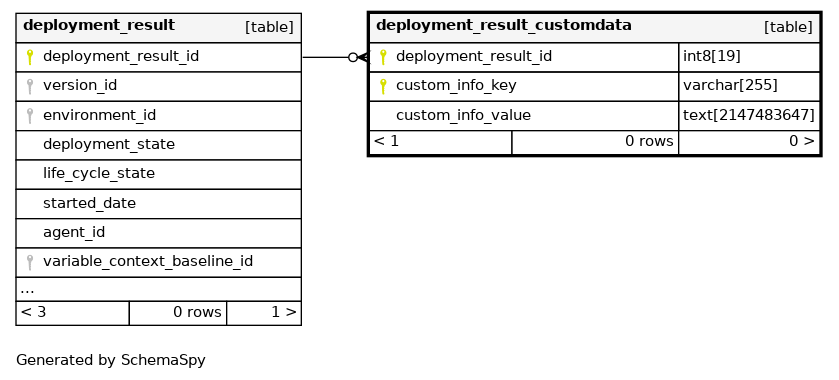 deployment_result [table]
deployment_result_id
version_id
environment_id
deployment_state
life_cycle_state
started_date
agent_id
variable_context_baseline_id
...
< 3 0 rows 1 >
deployment_result_customdata [table]
deployment_result_id int8[19]
custom_info_key varchar[255]
custom_info_value text[2147483647]
< 1 0 rows 0 >
Generated by SchemaSpy